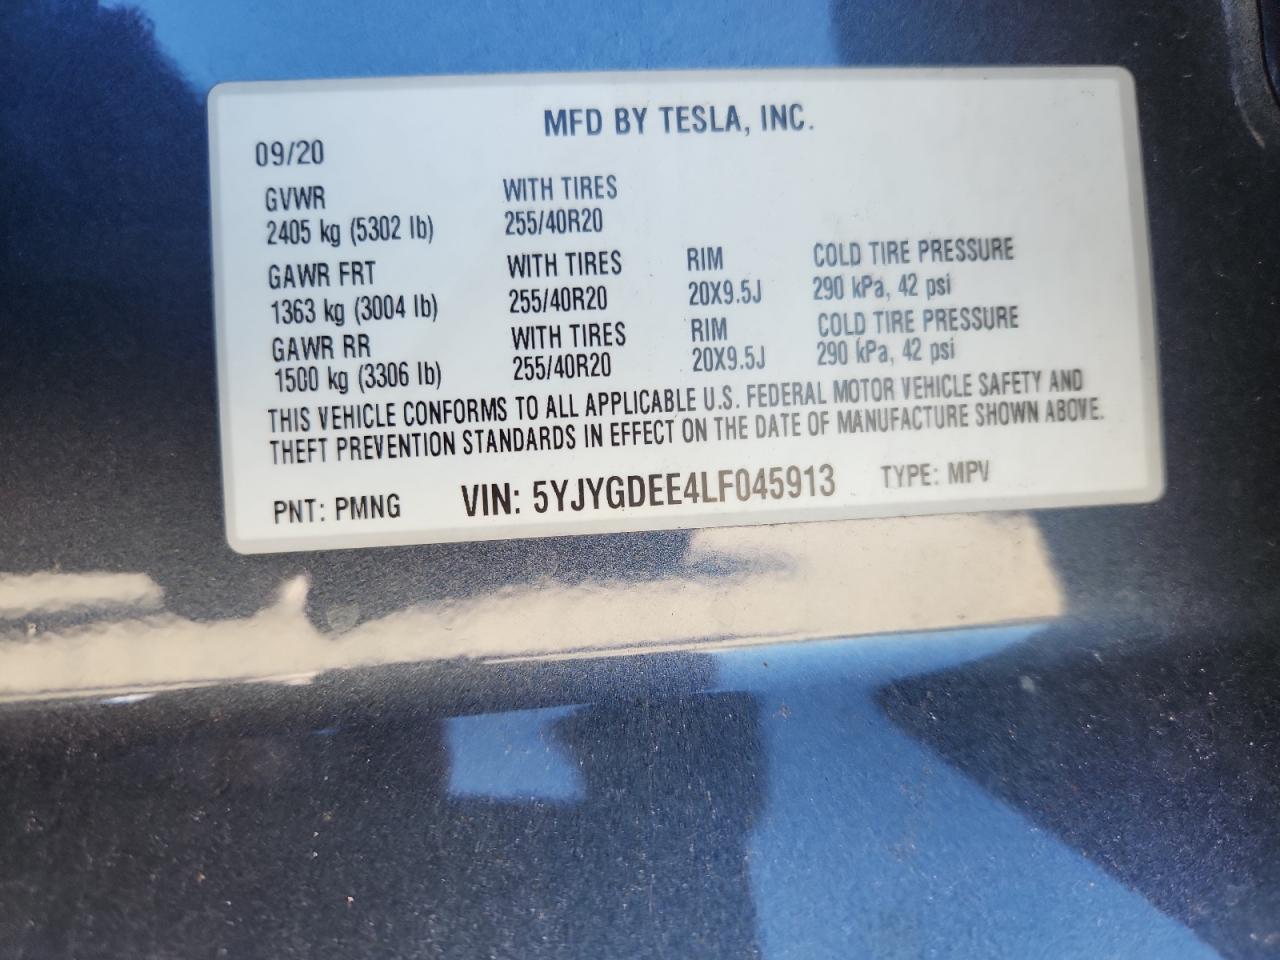 MFD BY TESLA, INC.
09/20
GVWR WITH TIRES
2405 kg (5302 lb) 255/40R20
GAWR FRT WITH TIRES RIM COLD TIRE PRESSURE
1363 kg (3004 lb) 255/40R20 20X9.5J 290 kPa, 42 psi
GAWR RR WITH TIRES RIM COLD TIRE PRESSURE
1500 kg (3306 lb) 255/40R20 20X9.5J 290 kPa, 42 psi
THIS VEHICLE CONFORMS TO ALL APPLICABLE U.S. FEDERAL MOTOR VEHICLE SAFETY AND
THEFT PREVENTION STANDARDS IN EFFECT ON THE DATE OF MANUFACTURE SHOWN ABOVE.
PNT: PMNG VIN: 5YJYGDEE4LF045913 TYPE: MPV